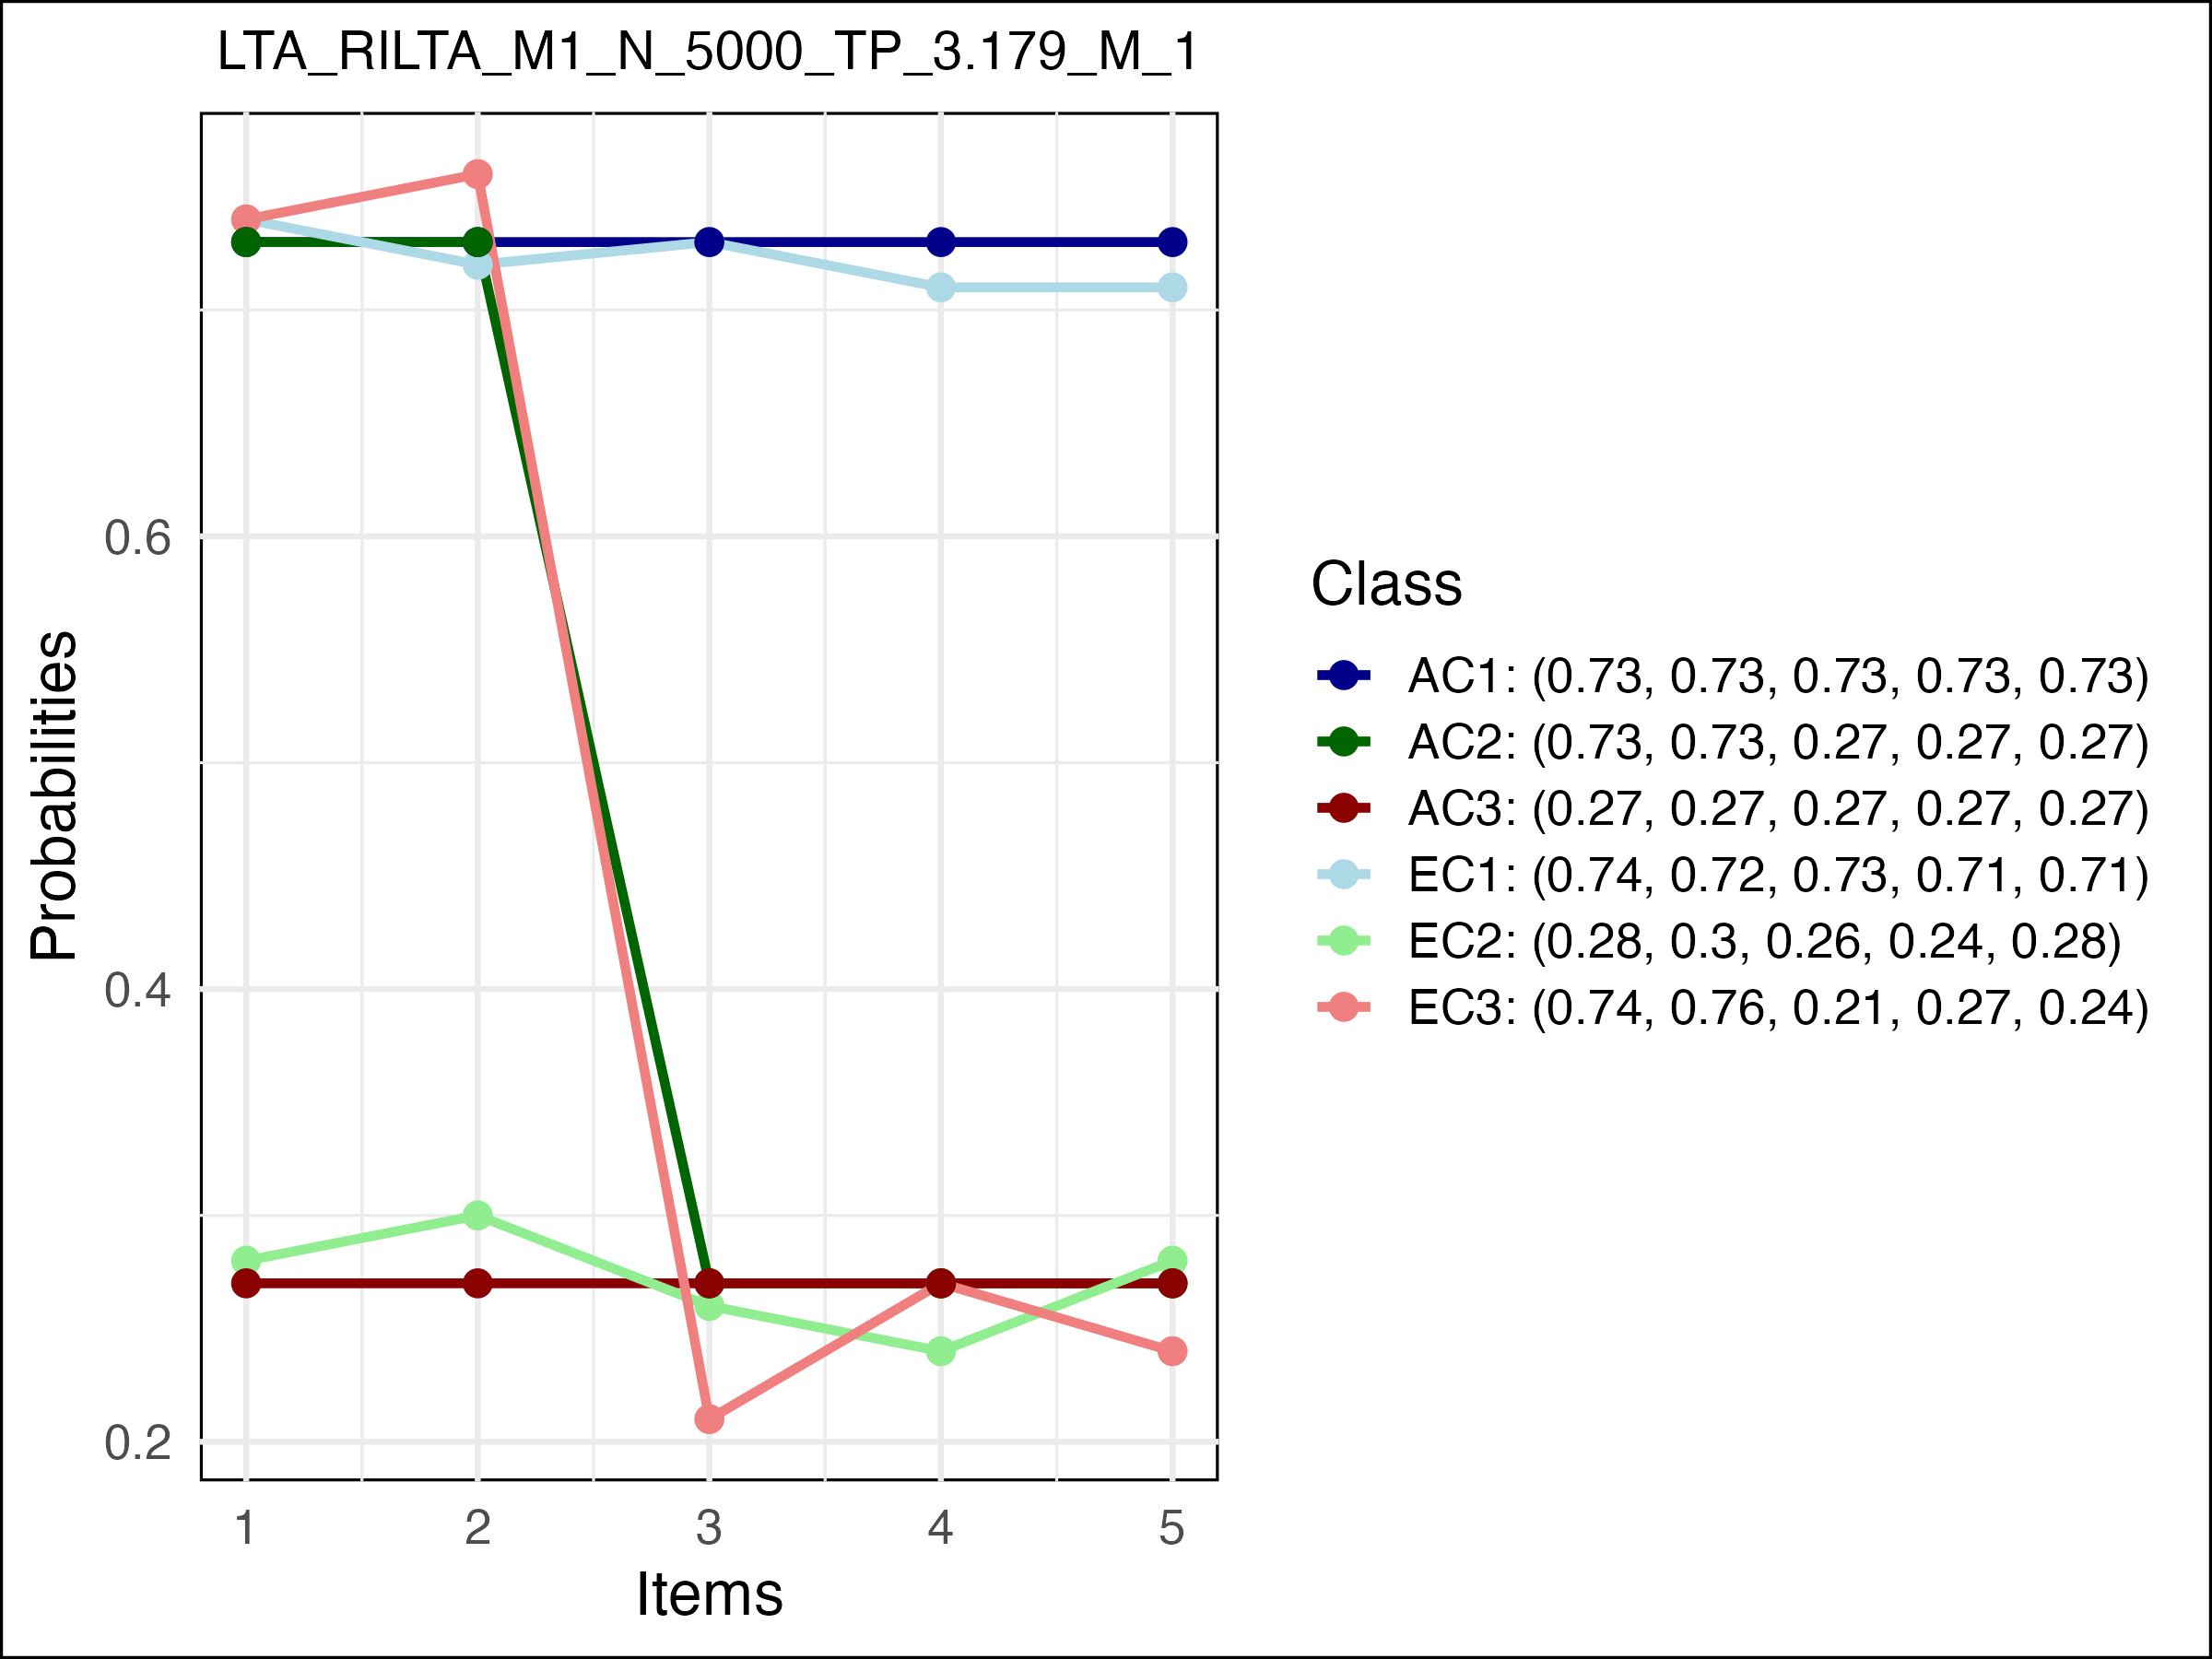 LTA_RILTA_M1_N_5000_TP_3.179_M_1
Probabilities
0.6
0.4
0.2
1 2 3 4 5
Items
Class
AC1: (0.73, 0.73, 0.73, 0.73, 0.73)
AC2: (0.73, 0.73, 0.27, 0.27, 0.27)
AC3: (0.27, 0.27, 0.27, 0.27, 0.27)
EC1: (0.74, 0.72, 0.73, 0.71, 0.71)
EC2: (0.28, 0.3, 0.26, 0.24, 0.28)
EC3: (0.74, 0.76, 0.21, 0.27, 0.24)